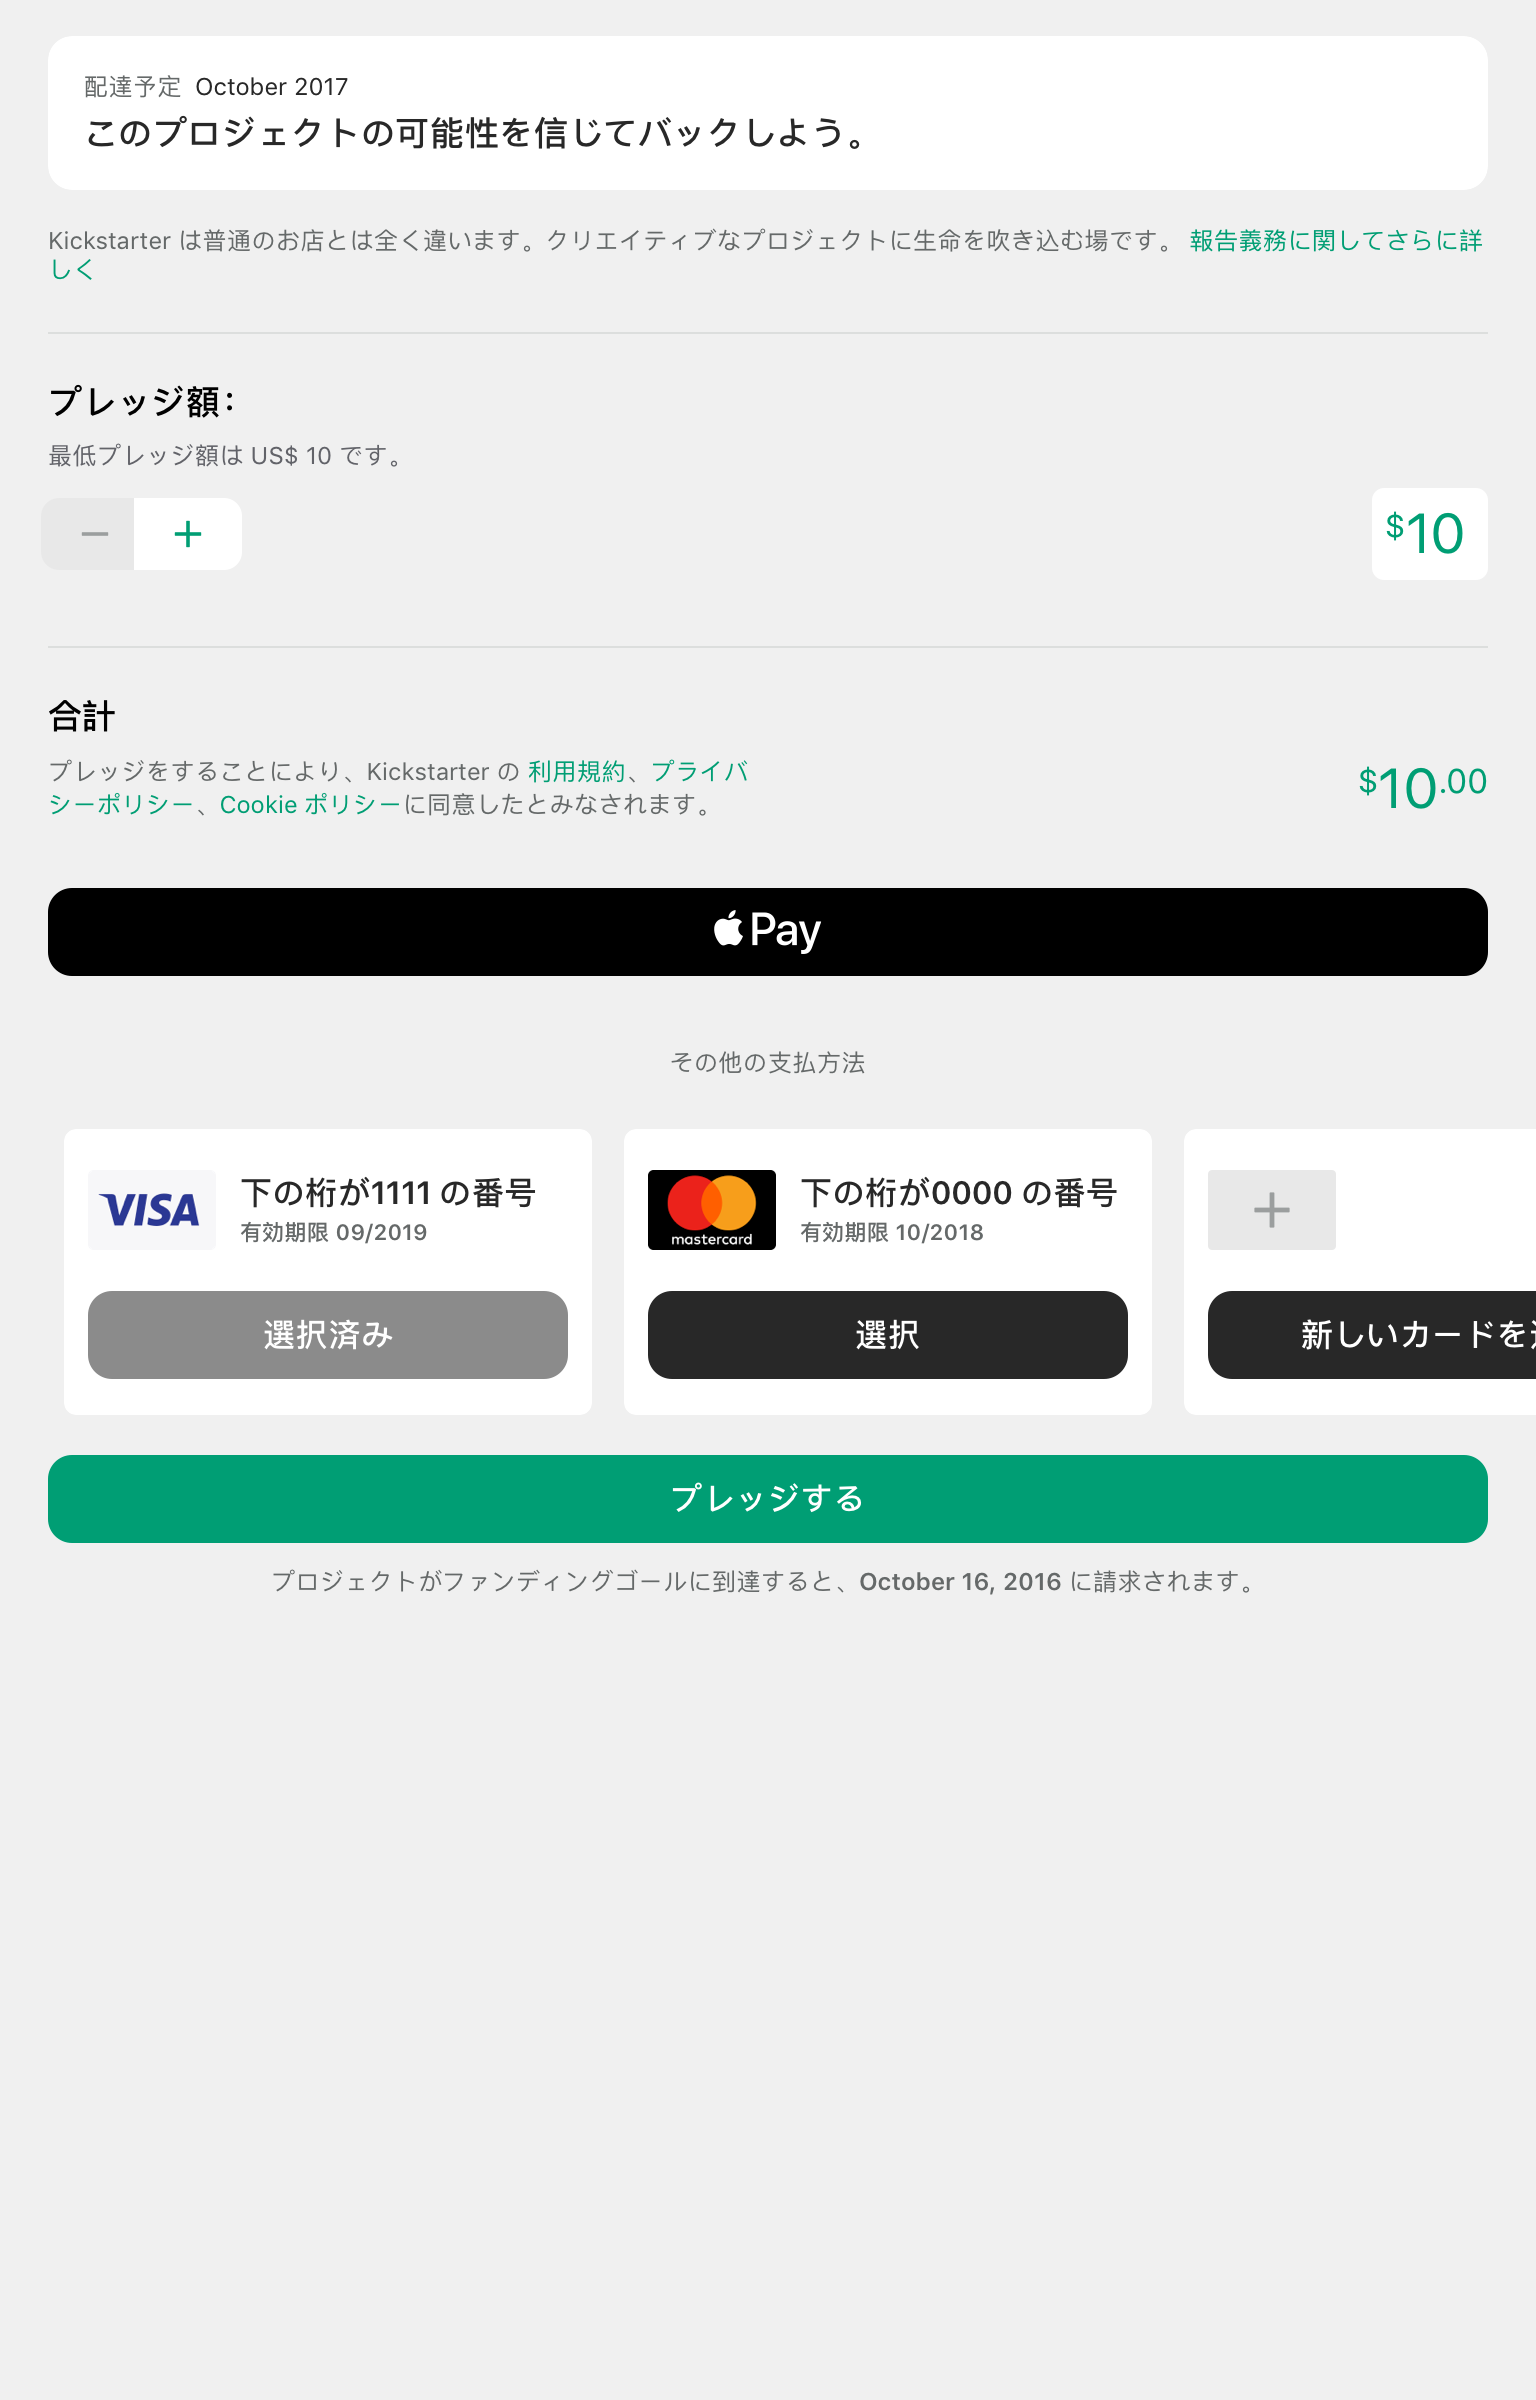 配達予定 October 2017
このプロジェクトの可能性を信じてバックしよう。
Kickstarter は普通のお店とは全く違います。クリエイティブなプロジェクトに生命を吹き込む場です。 報告義務に関してさらに詳
しく
プレッジ額：
最低プレッジ額は US$ 10 です。
$10
合計
プレッジをすることにより、Kickstarter の 利用規約、プライバ
シーポリシー、Cookie ポリシーに同意したとみなされます。
$10.00
Pay
その他の支払方法
VISA
下の桁が1111 の番号
有効期限 09/2019
選択済み
mastercard
下の桁が0000 の番号
有効期限 10/2018
選択
新しいカードを
プレッジする
プロジェクトがファンディングゴールに到達すると、October 16, 2016 に請求されます。